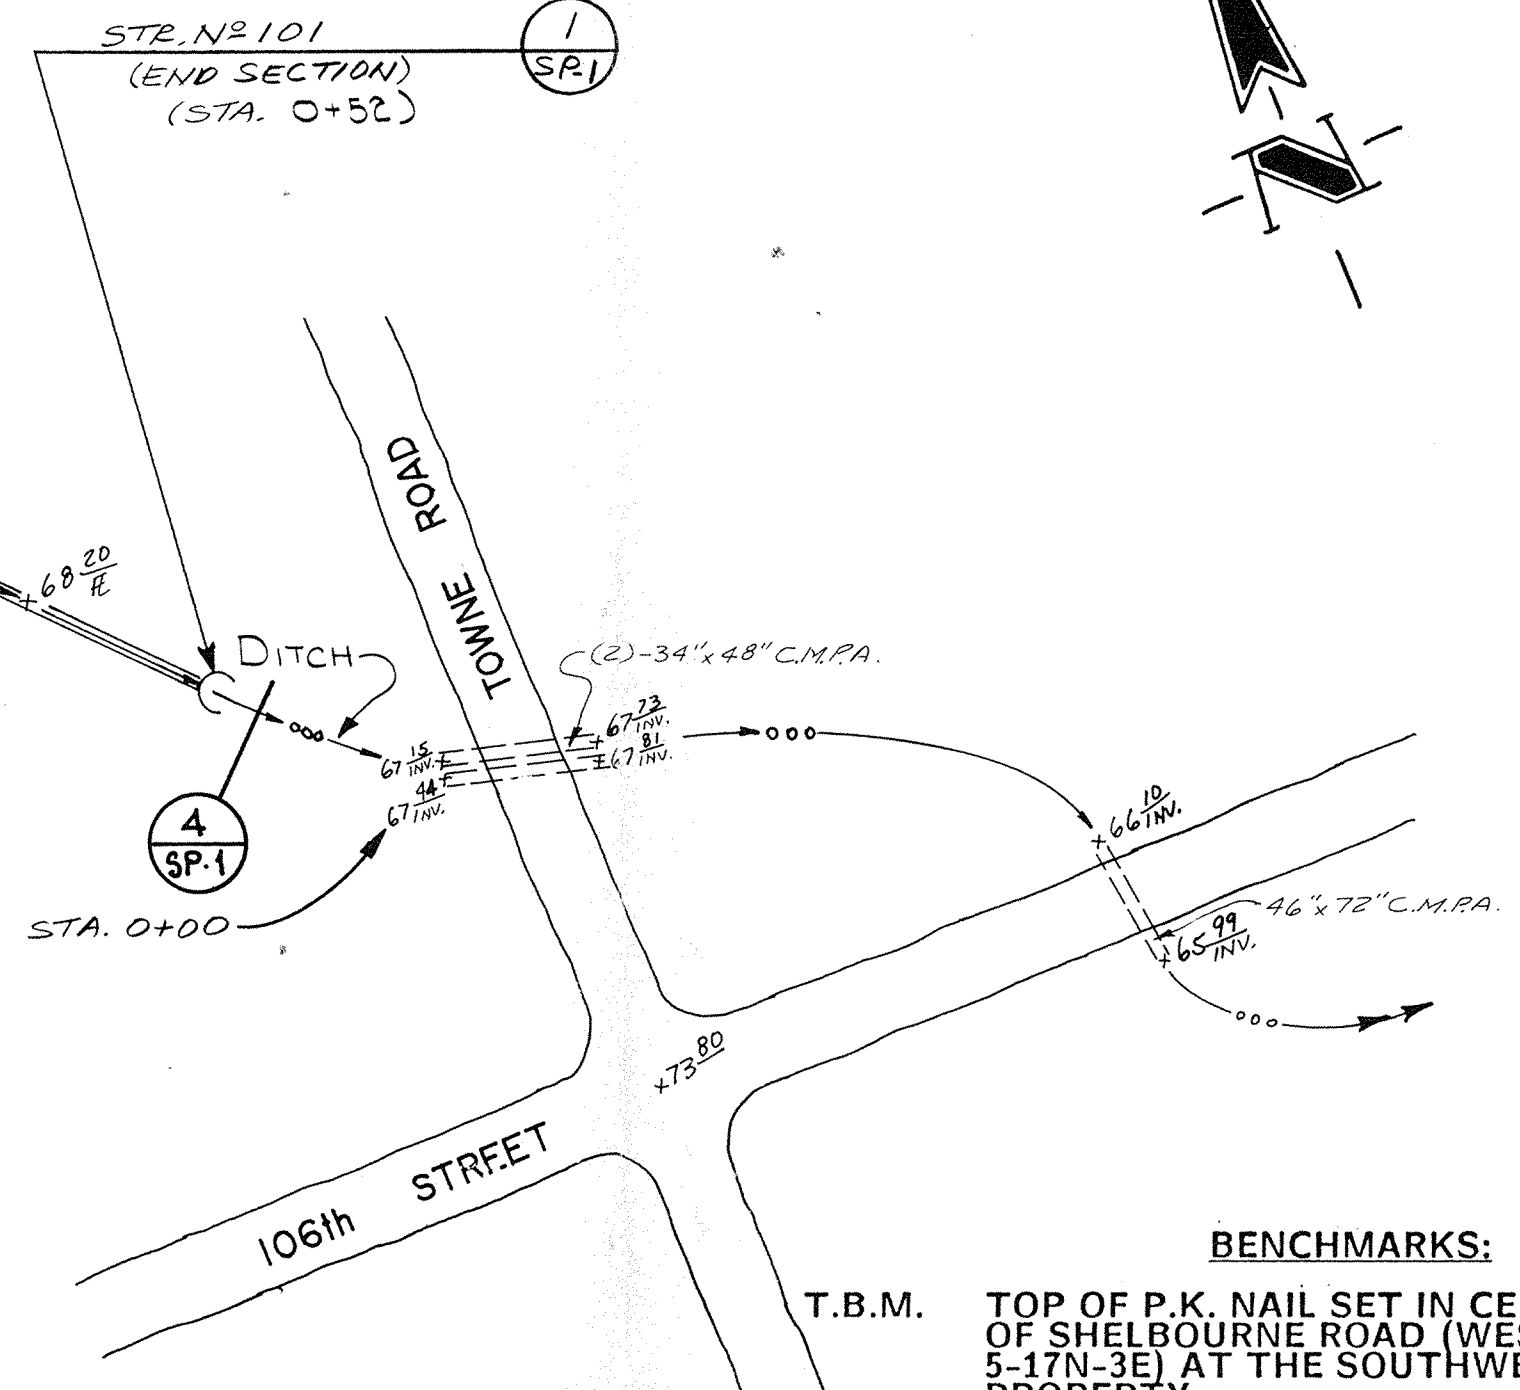 STR. Nº 101
1
SP-1
(END SECTION)
(STA. 0+52)
N
TOWNE ROAD
+68 20
FL
DITCH
(2)-34"x48" C.M.P.A.
67 73
INV.
67 15
INV.
67 81
INV.
67 44
INV.
4
SP-1
STA. 0+00
66 10
INV.
46"x72" C.M.P.A.
65 99
INV.
+73 80
106th STREET
BENCHMARKS:
T.B.M. TOP OF P.K. NAIL SET IN CE
OF SHELBOURNE ROAD (WES
5-17N-3E) AT THE SOUTHWE
PROPERTY